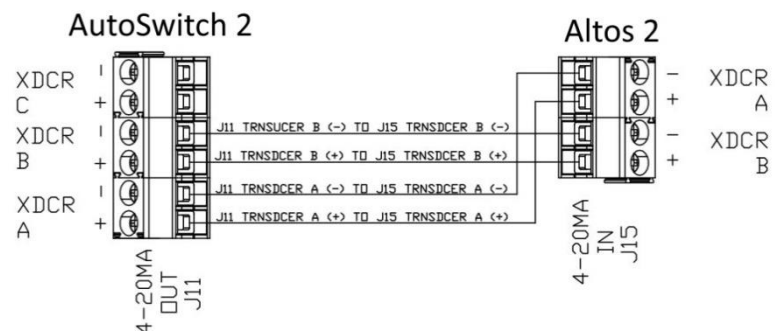 AutoSwitch 2
Altos 2
XDCR
C
-
+
XDCR
B
-
+
XDCR
A
-
+
J11 TRNSUCER B (-) TO J15 TRNSDCER B (-)
J11 TRNSDCER B (+) TO J15 TRNSDCER B (+)
J11 TRNSDCER A (-) TO J15 TRNSDCER A (-)
J11 TRNSDCER A (+) TO J15 TRNSDCER A (+)
-
+
XDCR
A
-
+
XDCR
B
4-20MA
OUT
J11
4-20MA
IN
J15